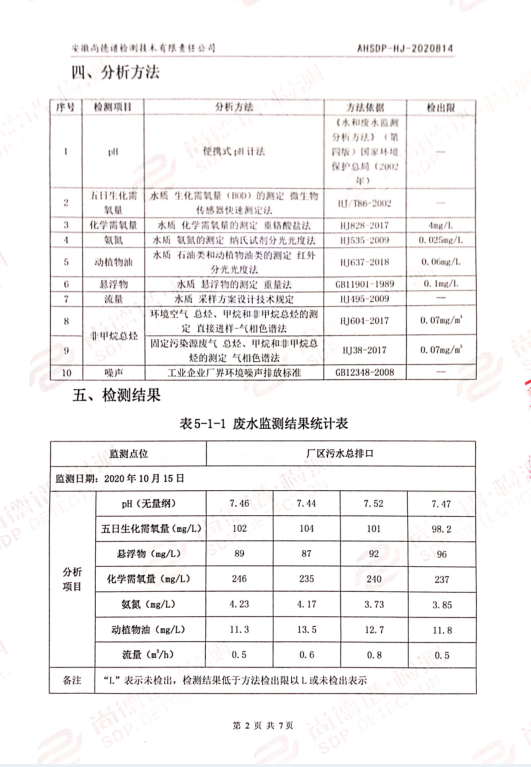 安徽尚德谱检测技术有限责任公司 AHSDP-HJ-2020814
四、分析方法
序号 检测项目 分析方法 方法依据 检出限
1 pH 便携式 pH 计法 《水和废水监测分析方法》（第四版）国家环境保护总局（2002年） —
2 五日生化需氧量 水质 生化需氧量（BOD）的测定 微生物传感器快速测定法 HJ/T86-2002 —
3 化学需氧量 水质 化学需氧量的测定 重铬酸盐法 HJ828-2017 4mg/L
4 氨氮 水质 氨氮的测定 纳氏试剂分光光度法 HJ535-2009 0.025mg/L
5 动植物油 水质 石油类和动植物油类的测定 红外分光光度法 HJ637-2018 0.06mg/L
6 悬浮物 水质 悬浮物的测定 重量法 GB11901-1989 0.1mg/L
7 流量 水质 采样方案设计技术规定 HJ495-2009 —
8 非甲烷总烃 环境空气 总烃、甲烷和非甲烷总烃的测定 直接进样-气相色谱法 HJ604-2017 0.07mg/m³
9 固定污染源废气 总烃、甲烷和非甲烷总烃的测定 气相色谱法 HJ38-2017 0.07mg/m³
10 噪声 工业企业厂界环境噪声排放标准 GB12348-2008 —
五、检测结果
表5-1-1 废水监测结果统计表
监测点位 厂区污水总排口
监测日期：2020年10月15日
分析项目
pH（无量纲） 7.46 7.44 7.52 7.47
五日生化需氧量（mg/L） 102 104 101 98.2
悬浮物（mg/L） 89 87 92 96
化学需氧量（mg/L） 246 235 240 237
氨氮（mg/L） 4.23 4.17 3.73 3.85
动植物油（mg/L） 11.3 13.5 12.7 11.8
流量（m³/h） 0.5 0.6 0.8 0.5
备注 “L”表示未检出，检测结果低于方法检出限以 L 或未检出表示
第 2 页 共 7 页